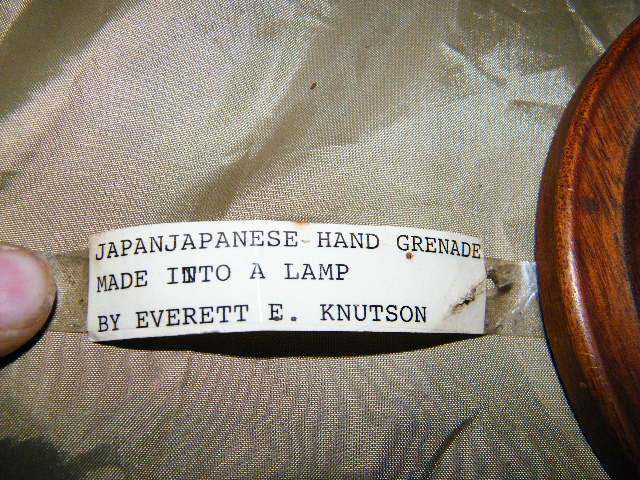 JAPANJAPANESE HAND GRENADE
MADE INTO A LAMP
BY EVERETT E. KNUTSON